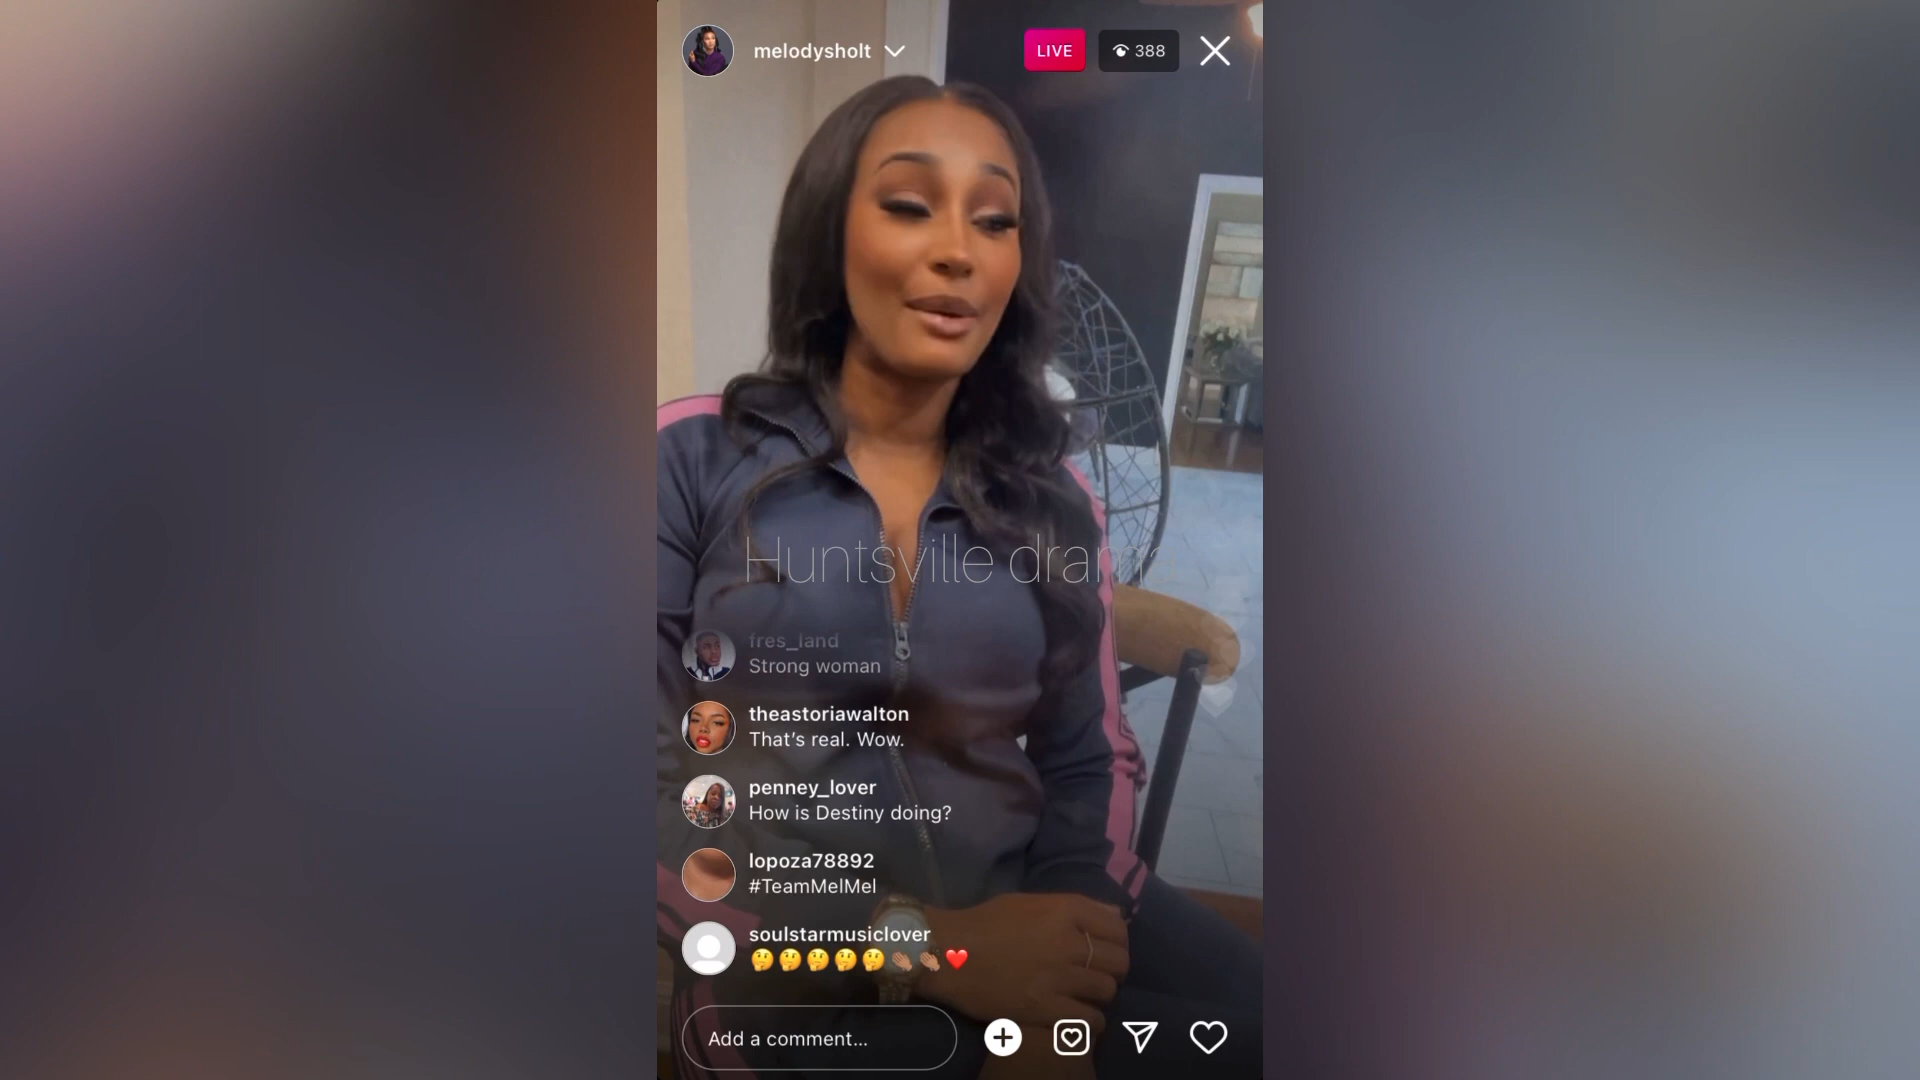 melodysholt
LIVE
388
Huntsville drama
fres_land
Strong woman
theastoriawalton
That's real. Wow.
penney_lover
How is Destiny doing?
lopoza78892
#TeamMelMel
soulstarmusiclover
🤔🤔🤔🤔🤔👏🏽👏🏽❤️
Add a comment...